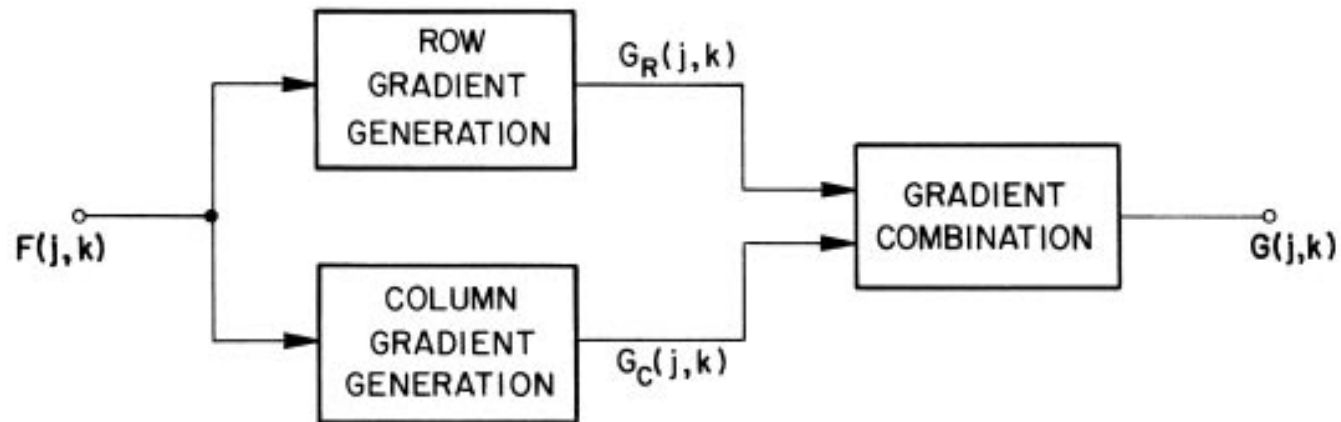 ROW
GRADIENT
GENERATION
G_R(j,k)
F(j,k)
GRADIENT
COMBINATION
G(j,k)
COLUMN
GRADIENT
GENERATION
G_C(j,k)